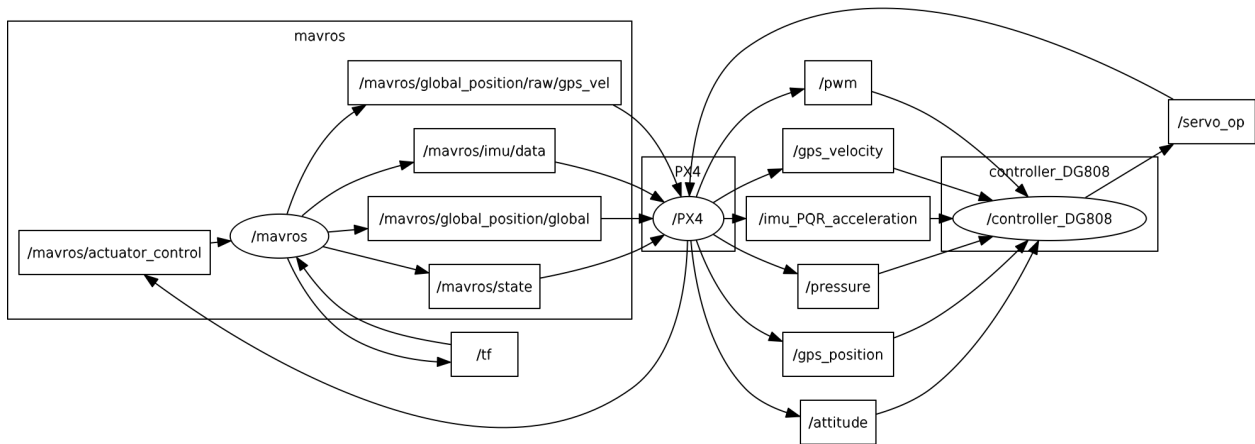 mavros
/mavros/global_position/raw/gps_vel
/mavros/imu/data
/mavros/global_position/global
/mavros/state
/mavros/actuator_control
/mavros
/tf
PX4
/PX4
/pwm
/gps_velocity
/imu_PQR_acceleration
/pressure
/gps_position
/attitude
controller_DG808
/controller_DG808
/servo_op